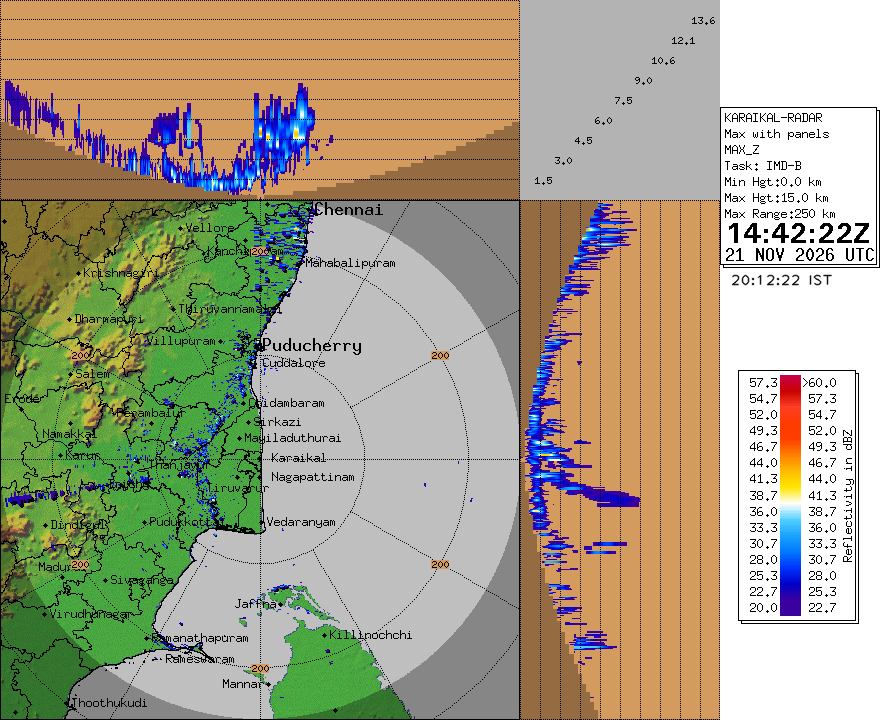 13.6
12.1
10.6
9.0
7.5
6.0
4.5
3.0
1.5
KARAIKAL-RADAR
Max with panels
MAX_Z
Task: IMD-B
Min Hgt:0.0 km
Max Hgt:15.0 km
Max Range:250 km
14:42:22Z
21 NOV 2026 UTC
20:12:22 IST
Chennai
Vellore
200
Mahabalipuram
Krishnagiri
Thiruvannamalai
Dharmapuri
Villupuram
Puducherry
200
200
Cuddalore
Salem
Erode
Perambalur
Chidambaram
Sirkazi
Namakkal
Mayiladuthurai
Karur
Karaikal
Thanjavur
Nagapattinam
Tiruvarur
Dindigul
Pudukkottai
Vedaranyam
200
200
Madurai
Sivaganga
Jaffna
Virudhunagar
Killinochchi
Ramanathapuram
Rameswaram
200
Mannar
Thoothukudi
57.3 >60.0
54.7 57.3
52.0 54.7
49.3 52.0
46.7 49.3
44.0 46.7
41.3 44.0
38.7 41.3
36.0 38.7
33.3 36.0
30.7 33.3
28.0 30.7
25.3 28.0
22.7 25.3
20.0 22.7
Reflectivity in dBZ